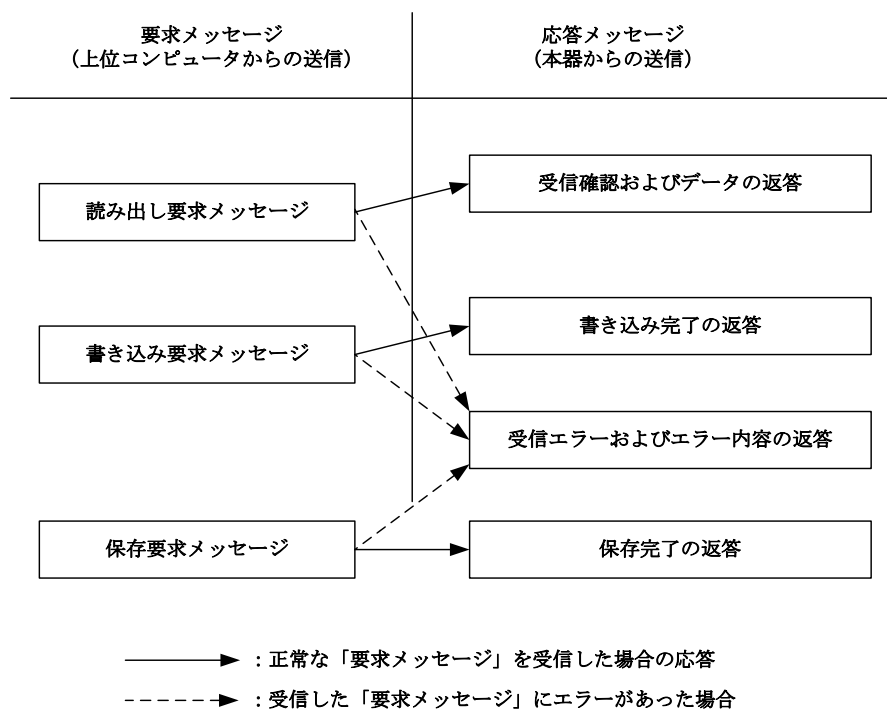 要求メッセージ
（上位コンピュータからの送信）
応答メッセージ
（本器からの送信）
読み出し要求メッセージ
受信確認およびデータの返答
書き込み要求メッセージ
書き込み完了の返答
受信エラーおよびエラー内容の返答
保存要求メッセージ
保存完了の返答
：正常な「要求メッセージ」を受信した場合の応答
：受信した「要求メッセージ」にエラーがあった場合